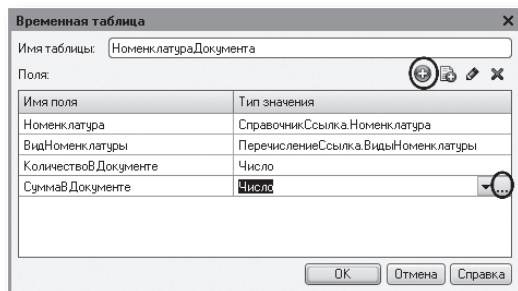 Временная таблица
Имя таблицы: НоменклатураДокумента
Поля:
Имя поля Тип значения
Номенклатура СправочникСсылка.Номенклатура
ВидНоменклатуры ПеречислениеСсылка.ВидыНоменклатуры
КоличествоВДокументе Число
СуммаВДокументе Число
OK Отмена Справка